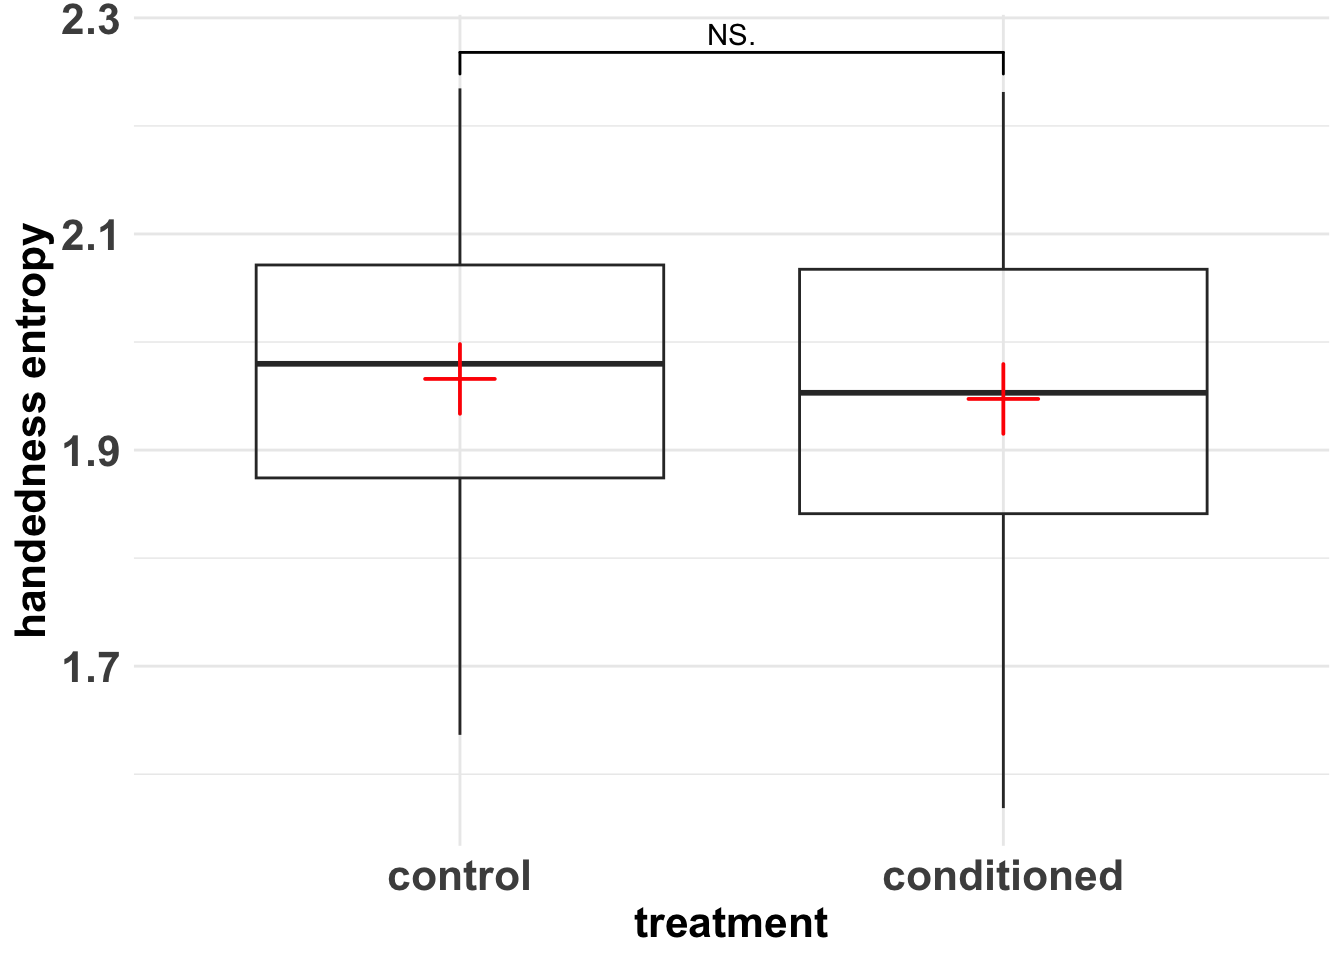 2.3
NS.
2.1
1.9
1.7
handedness entropy
control
conditioned
treatment